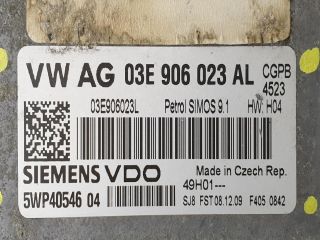 VW AG 03E 906 023 AL CGPB
4523
03E906023L Petrol SIMOS 9.1 HW: H04
SIEMENS VDO Made in Czech Rep.
49H01---
5WP40546 04 SJ8 FST 08.12.09 F405 0842